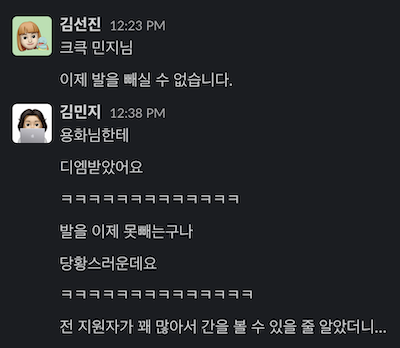 김선진 12:23 PM
크큭 민지님
이제 발을 빼실 수 없습니다.
김민지 12:38 PM
용화님한테
디엠받았어요
ㅋㅋㅋㅋㅋㅋㅋㅋㅋㅋㅋㅋㅋ
발을 이제 못빼는구나
당황스러운데요
ㅋㅋㅋㅋㅋㅋㅋㅋㅋㅋㅋㅋㅋㅋ
전 지원자가 꽤 많아서 간을 볼 수 있을 줄 알았더니...